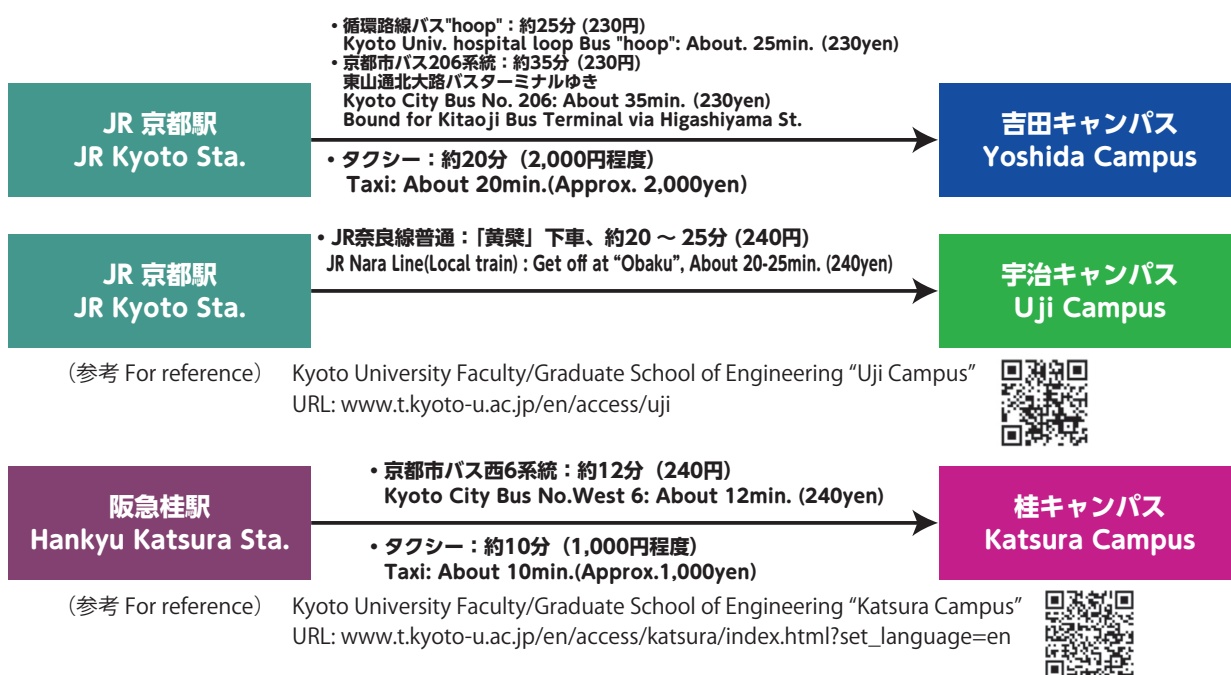 • 循環路線バス"hoop"：約25分 (230円)
Kyoto Univ. hospital loop Bus "hoop": About. 25min. (230yen)
• 京都市バス206系統：約35分 (230円)
東山通北大路バスターミナルゆき
Kyoto City Bus No. 206: About 35min. (230yen)
Bound for Kitaoji Bus Terminal via Higashiyama St.
JR 京都駅
JR Kyoto Sta.
吉田キャンパス
Yoshida Campus
• タクシー：約20分（2,000円程度）
Taxi: About 20min.(Approx. 2,000yen)
• JR奈良線普通：「黄檗」下車、約20 ～ 25分 (240円)
JR Nara Line(Local train) : Get off at “Obaku”, About 20-25min. (240yen)
JR 京都駅
JR Kyoto Sta.
宇治キャンパス
Uji Campus
（参考 For reference） Kyoto University Faculty/Graduate School of Engineering “Uji Campus”
URL: www.t.kyoto-u.ac.jp/en/access/uji
• 京都市バス西6系統：約12分（240円）
Kyoto City Bus No.West 6: About 12min. (240yen)
阪急桂駅
Hankyu Katsura Sta.
桂キャンパス
Katsura Campus
• タクシー：約10分（1,000円程度）
Taxi: About 10min.(Approx.1,000yen)
（参考 For reference） Kyoto University Faculty/Graduate School of Engineering “Katsura Campus”
URL: www.t.kyoto-u.ac.jp/en/access/katsura/index.html?set_language=en